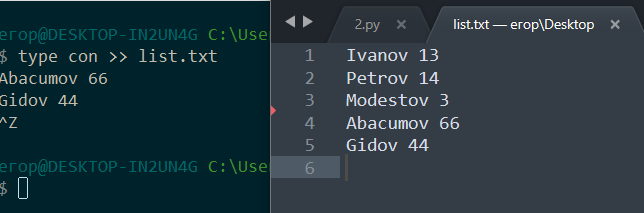 erop@DESKTOP-IN2UN4G C:\Use
$ type con >> list.txt
Abacumov 66
Gidov 44
^Z
erop@DESKTOP-IN2UN4G C:\Use
$
2.py ×
list.txt — erop\Desktop ×
1 Ivanov 13
2 Petrov 14
3 Modestov 3
4 Abacumov 66
5 Gidov 44
6